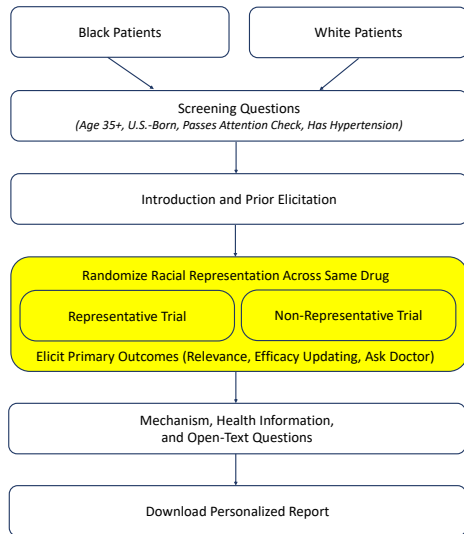 Black Patients
White Patients
Screening Questions
(Age 35+, U.S.-Born, Passes Attention Check, Has Hypertension)
Introduction and Prior Elicitation
Randomize Racial Representation Across Same Drug
Representative Trial
Non-Representative Trial
Elicit Primary Outcomes (Relevance, Efficacy Updating, Ask Doctor)
Mechanism, Health Information,
and Open-Text Questions
Download Personalized Report